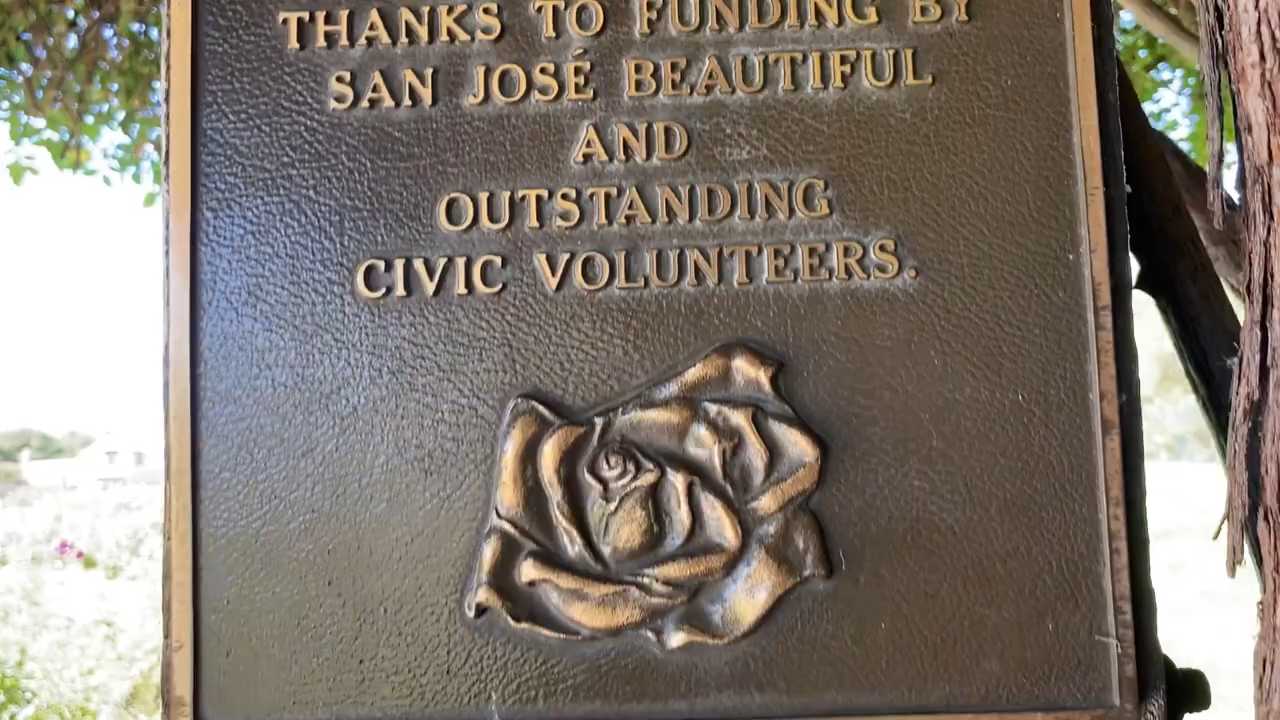 THANKS TO FUNDING BY
SAN JOSÉ BEAUTIFUL
AND
OUTSTANDING
CIVIC VOLUNTEERS.